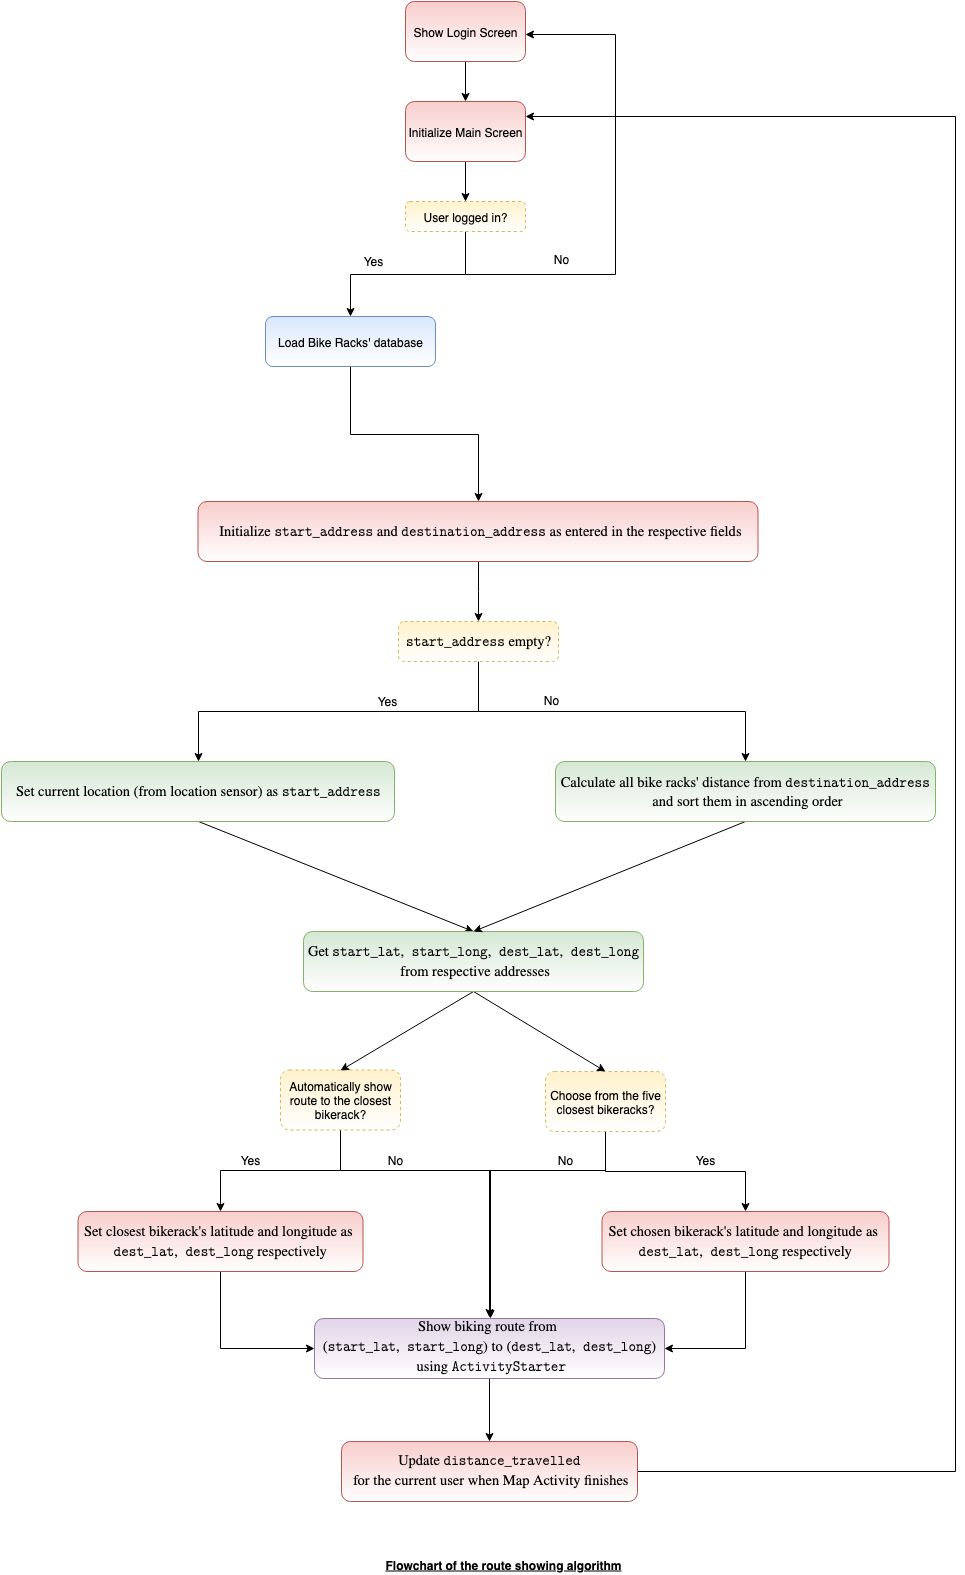 Show Login Screen
Initialize Main Screen
User logged in?
Yes
No
Load Bike Racks' database
Initialize start_address and destination_address as entered in the respective fields
start_address empty?
Yes
No
Set current location (from location sensor) as start_address
Calculate all bike racks' distance from destination_address
and sort them in ascending order
Get start_lat, start_long, dest_lat, dest_long
from respective addresses
Automatically show
route to the closest
bikerack?
Choose from the five
closest bikeracks?
Yes
No
No
Yes
Set closest bikerack's latitude and longitude as
dest_lat, dest_long respectively
Set chosen bikerack's latitude and longitude as
dest_lat, dest_long respectively
Show biking route from
(start_lat, start_long) to (dest_lat, dest_long)
using ActivityStarter
Update distance_travelled
for the current user when Map Activity finishes
Flowchart of the route showing algorithm